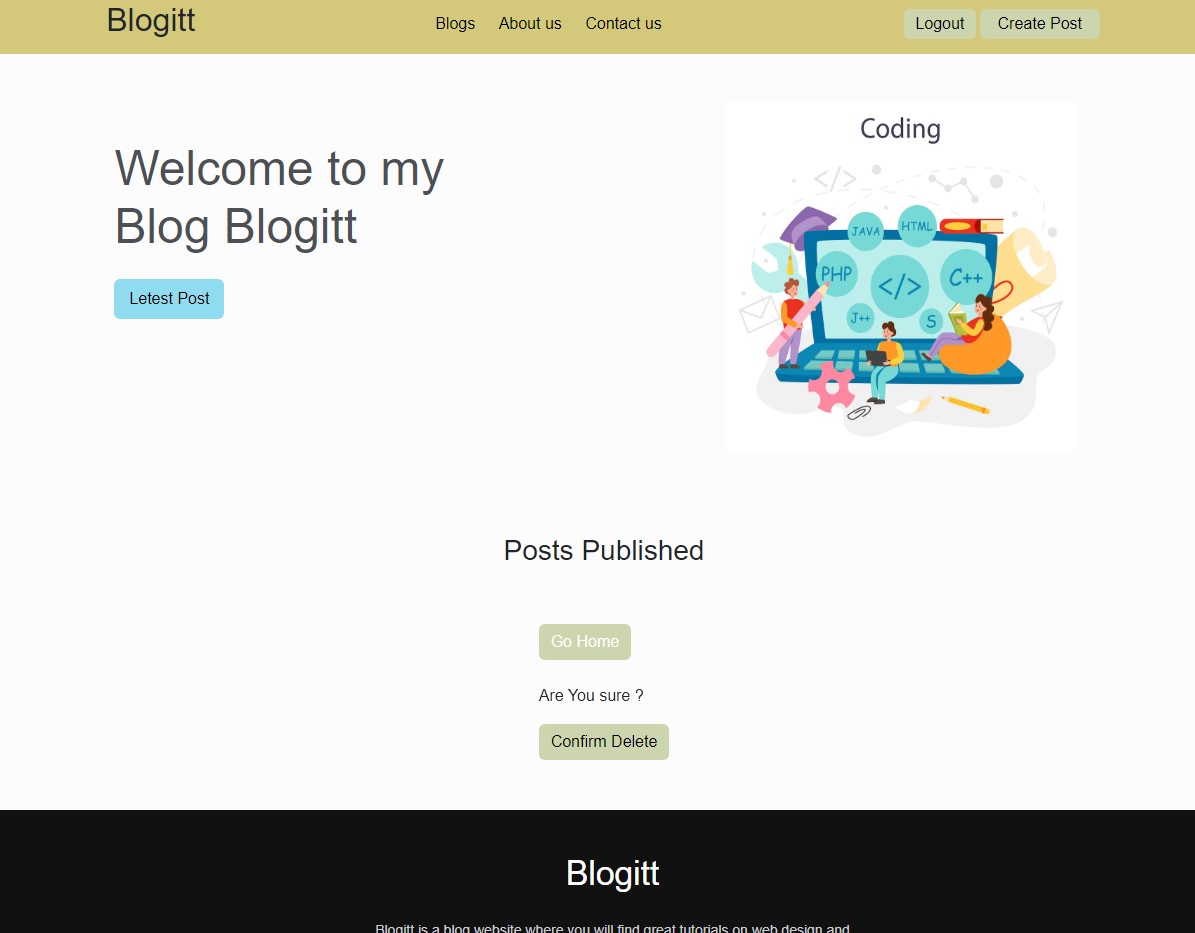 Blogitt
Blogs About us Contact us
Logout Create Post
Welcome to my
Blog Blogitt
Letest Post
Coding
</>
JAVA
HTML
PHP
</>
C++
J++
S
Posts Published
Go Home
Are You sure ?
Confirm Delete
Blogitt
Blogitt is a blog website where you will find great tutorials on web design and